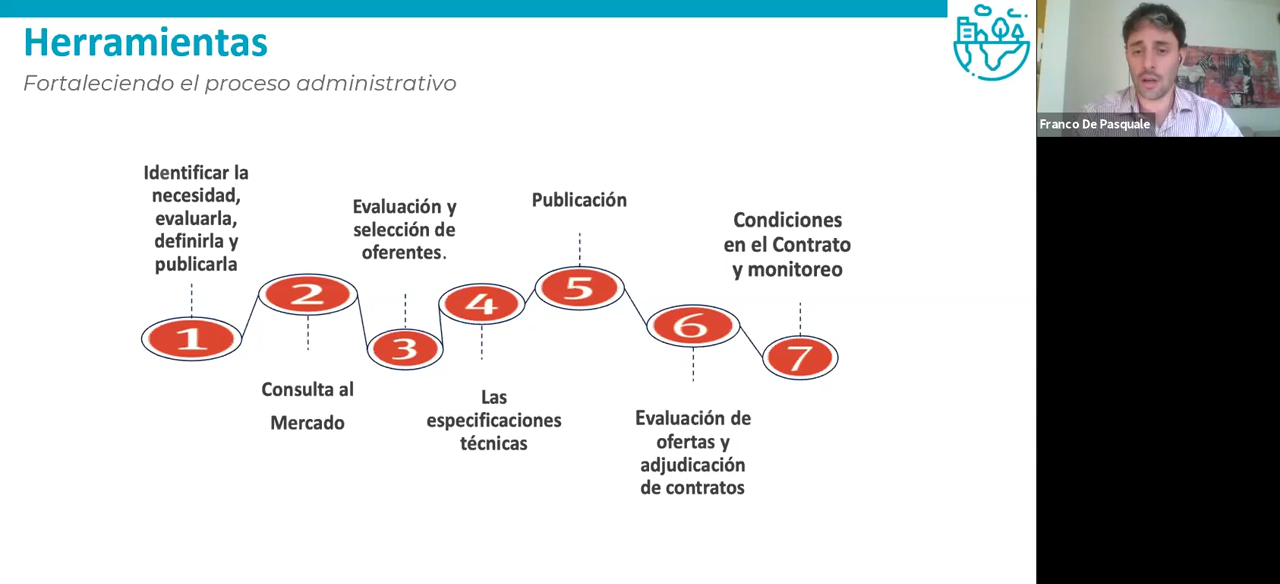 Herramientas
Fortaleciendo el proceso administrativo
Franco De Pasquale
Identificar la
necesidad,
evaluarla,
definirla y
publicarla
1
2
Consulta al
Mercado
Evaluación y
selección de
oferentes.
3
4
Las
especificaciones
técnicas
Publicación
5
6
Evaluación de
ofertas y
adjudicación
de contratos
Condiciones
en el Contrato
y monitoreo
7